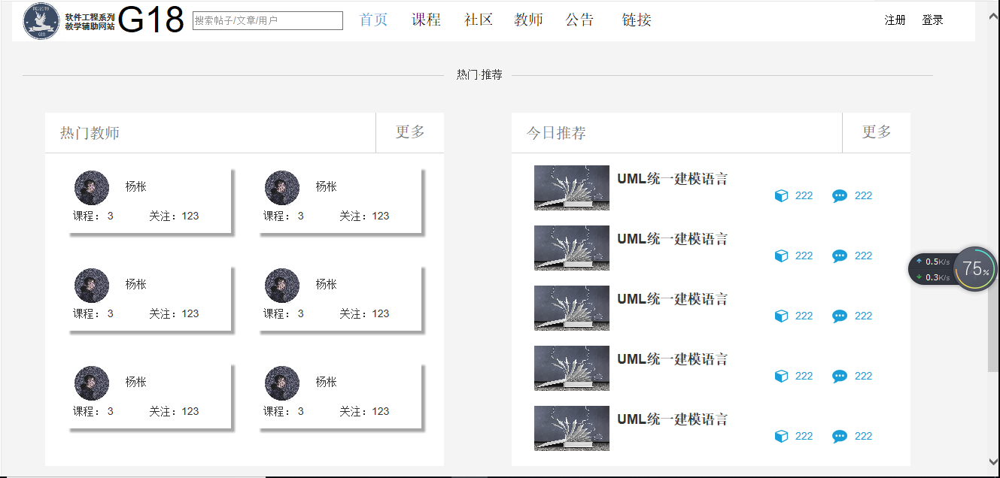 PRD2019
G18
软件工程系列
教学辅助网站
G18
搜索帖子/文章/用户
首页 课程 社区 教师 公告 链接
注册 登录
热门·推荐
热门教师 更多
杨枨
课程： 3 关注：123
杨枨
课程： 3 关注：123
杨枨
课程： 3 关注：123
杨枨
课程： 3 关注：123
杨枨
课程： 3 关注：123
杨枨
课程： 3 关注：123
今日推荐 更多
UML统一建模语言
222 222
UML统一建模语言
222 222
UML统一建模语言
222 222
UML统一建模语言
222 222
UML统一建模语言
222 222
0.5K/s
0.3K/s
75%